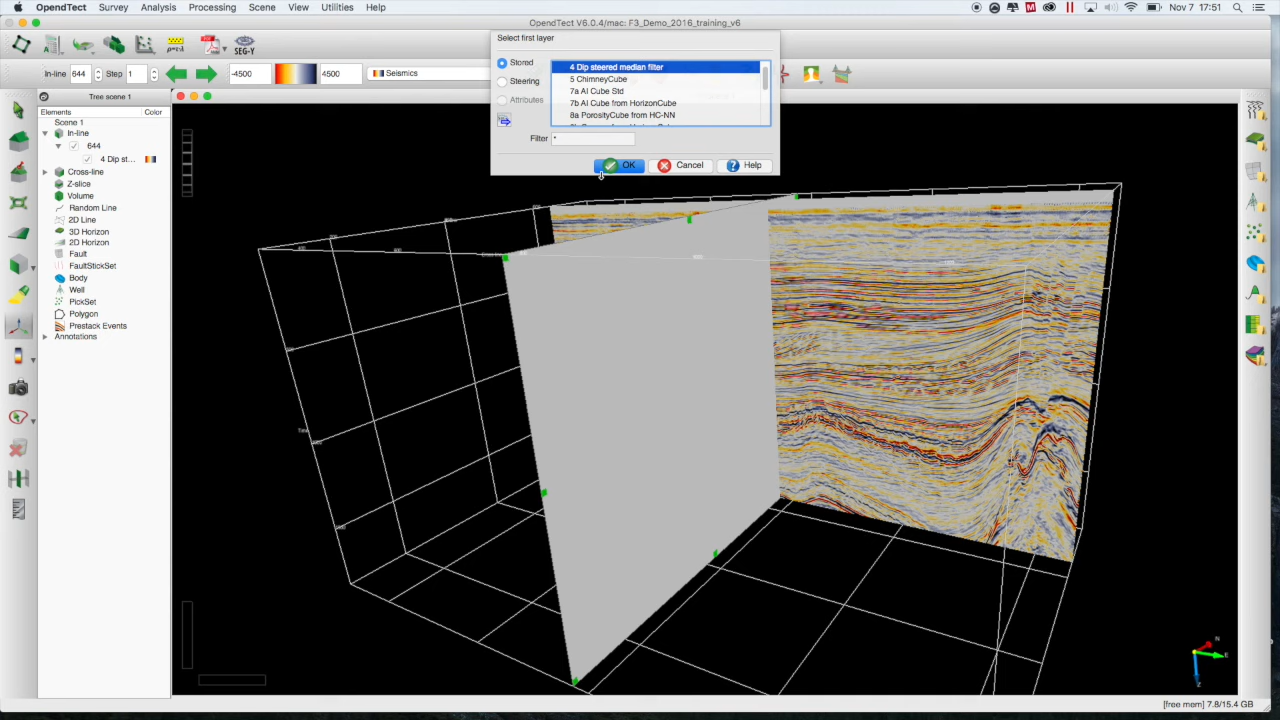 OpendTect Survey Analysis Processing Scene View Utilities Help
Nov 7 17:51
OpendTect V6.0.4/mac: F3_Demo_2016_training_v6
PDF
SEG-Y
In-line 644 Step 1
-4500 4500
Seismics
Select first layer
Stored
Steering
Attributes
4 Dip steered median filter
5 ChimneyCube
7a AI Cube Std
7b AI Cube from HorizonCube
8a PorosityCube from HC-NN
Filter *
OK Cancel Help
Tree scene 1
Elements Color
Scene 1
In-line
644
4 Dip st...
Cross-line
Z-slice
Volume
Random Line
2D Line
3D Horizon
2D Horizon
Fault
FaultStickSet
Body
Well
PickSet
Polygon
Prestack Events
Annotations
N
E
Z
[free mem] 7.8/15.4 GB